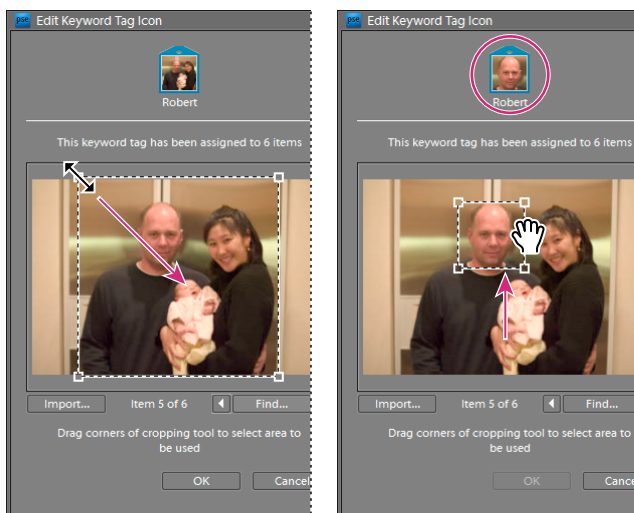 pse Edit Keyword Tag Icon
Robert
This keyword tag has been assigned to 6 items
Import... Item 5 of 6 Find...
Drag corners of cropping tool to select area to
be used
OK Cancel
pse Edit Keyword Tag Icon
Robert
This keyword tag has been assigned to 6 items
Import... Item 5 of 6 Find...
Drag corners of cropping tool to select area to
be used
OK Cance